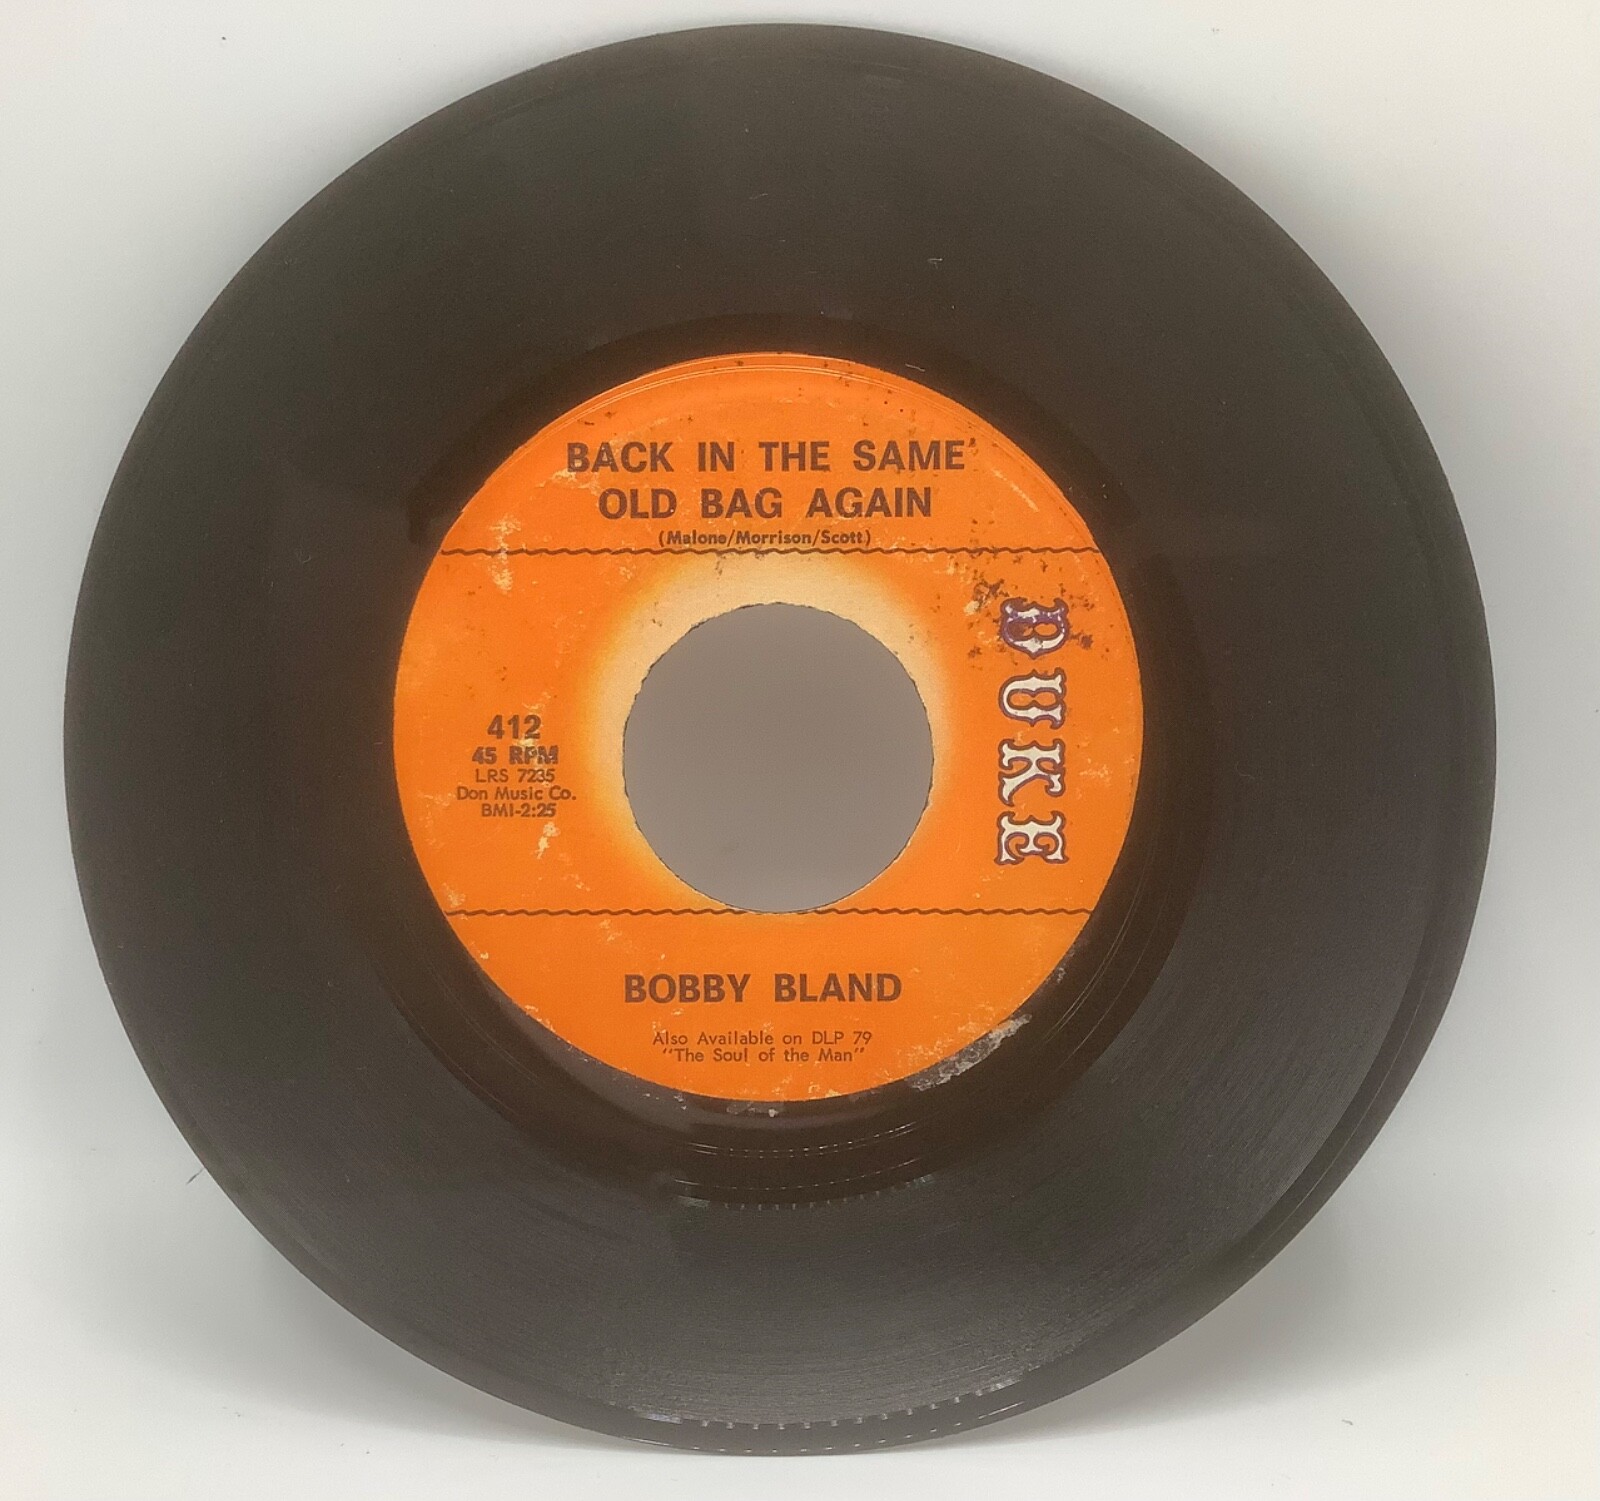 BACK IN THE SAME
OLD BAG AGAIN
(Malone/Morrison/Scott)
DUKE
412
45 RPM
LRS 7235
Don Music Co.
BMI-2:25
BOBBY BLAND
Also Available on DLP 79
"The Soul of the Man"